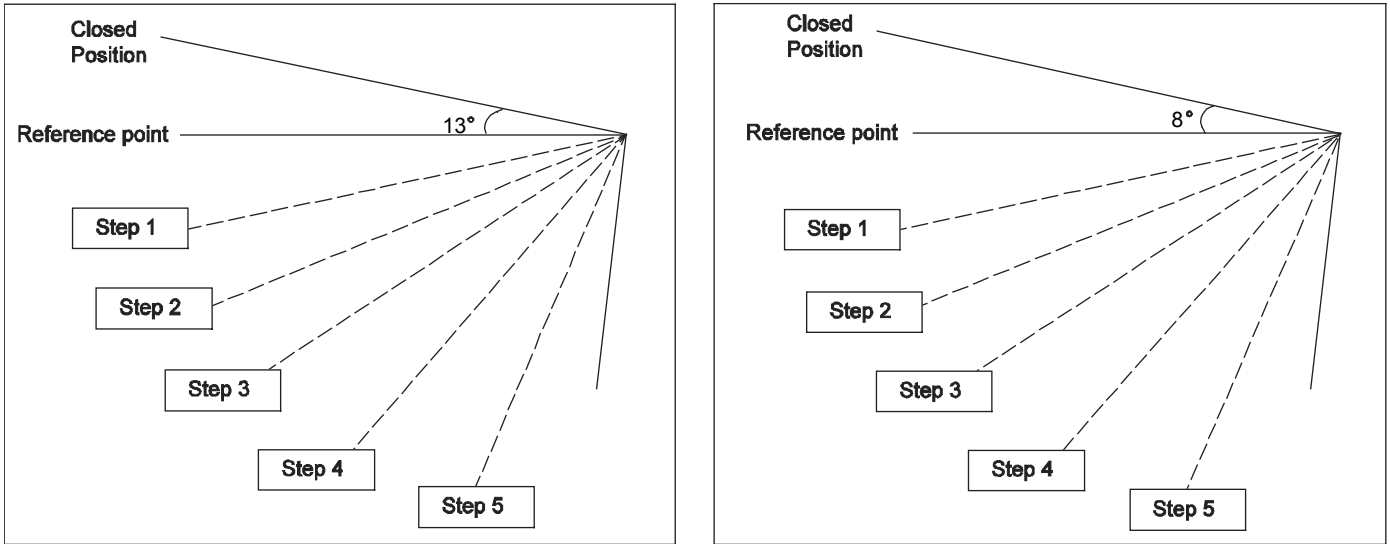 Closed
Position
13°
Reference point
Step 1
Step 2
Step 3
Step 4
Step 5
Closed
Position
8°
Reference point
Step 1
Step 2
Step 3
Step 4
Step 5